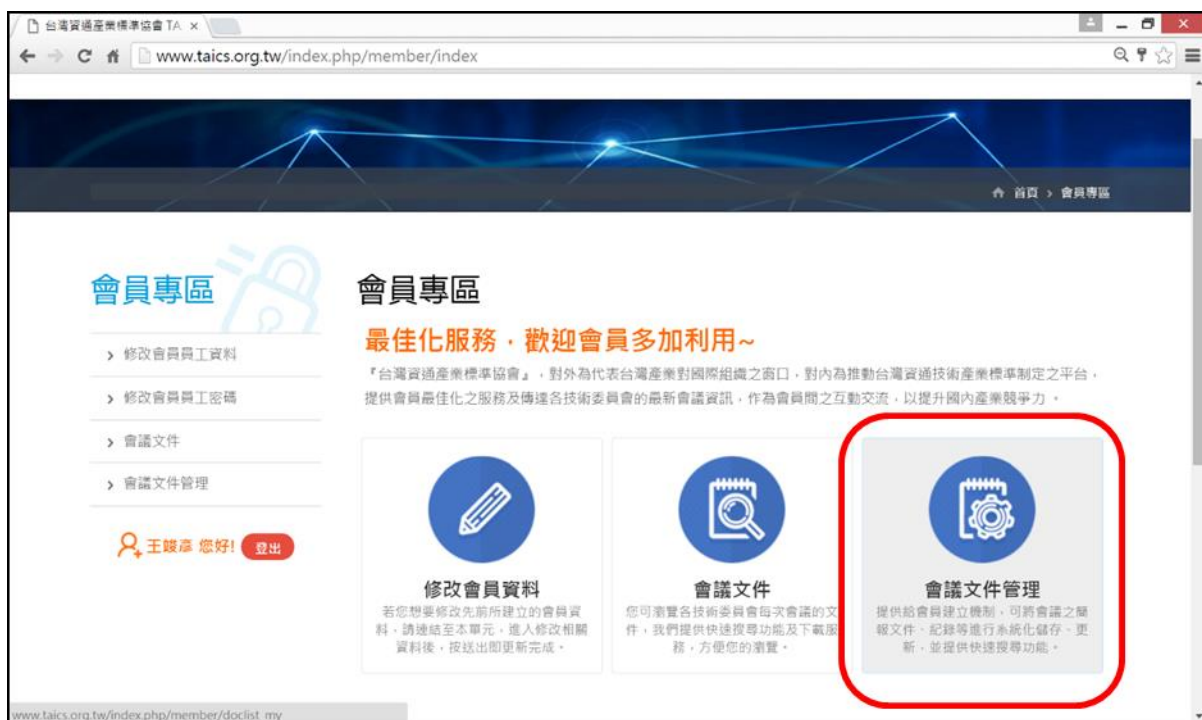 台灣資通產業標準協會 TA
www.taics.org.tw/index.php/member/index
首頁 > 會員專區
會員專區
修改會員員工資料
修改會員員工密碼
會議文件
會議文件管理
王峻彥 您好! 登出
會員專區
最佳化服務,歡迎會員多加利用~
『台灣資通產業標準協會』,對外為代表台灣產業對國際組織之窗口,對內為推動台灣資通技術產業標準制定之平台,
提供會員最佳化之服務及傳達各技術委員會的最新會議資訊,作為會員間之互動交流,以提升國內產業競爭力。
修改會員資料
若您想要修改先前所建立的會員資
料,請連結至本單元,進入修改相關
資料後,按送出即更新完成。
會議文件
您可瀏覽各技術委員會每次會議的文
件,我們提供快速搜尋功能及下載服
務,方便您的瀏覽。
會議文件管理
提供給會員建立機制,可將會議之簡
報文件、紀錄等進行系統化儲存、更
新,並提供快速搜尋功能。
www.taics.org.tw/index.php/member/doclist_my